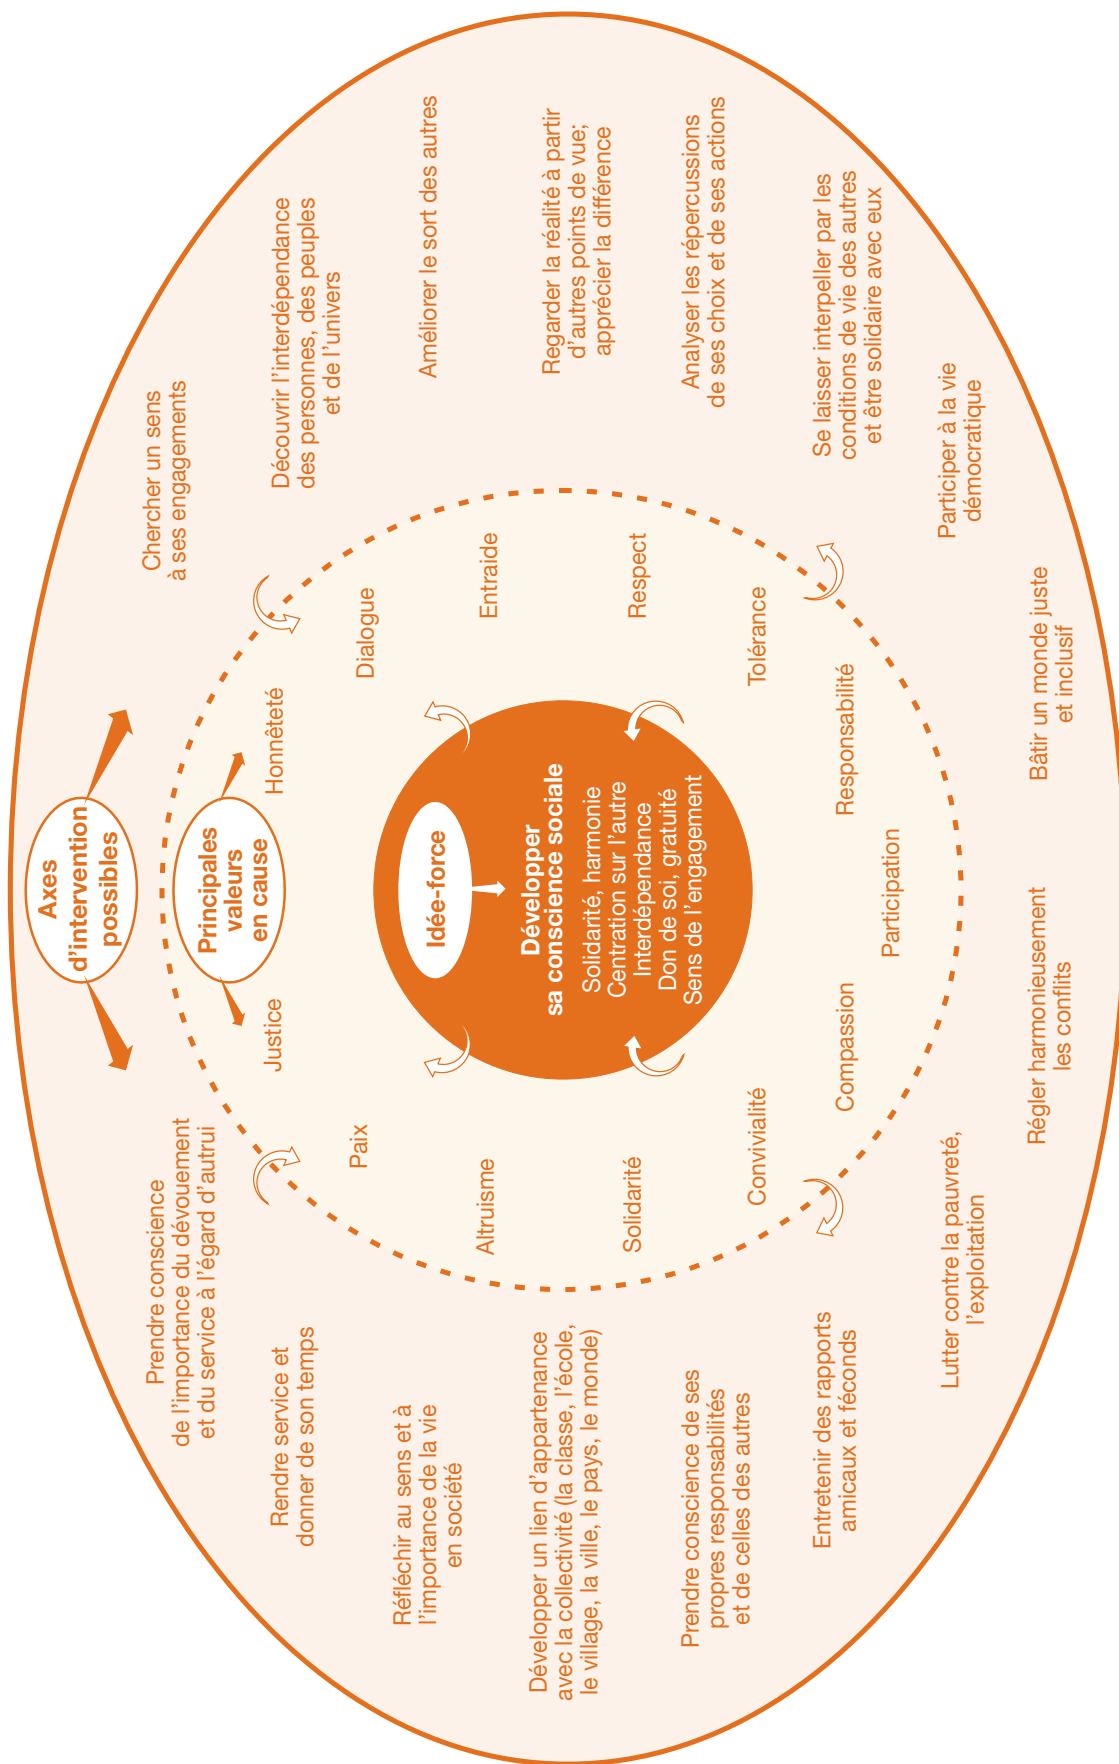 Axes
d'intervention
possibles
Prendre conscience
de l'importance du dévouement
et du service à l'égard d'autrui
Chercher un sens
à ses engagements
Rendre service et
donner de son temps
Découvrir l'interdépendance
des personnes, des peuples
et de l'univers
Réfléchir au sens et à
l'importance de la vie
en société
Améliorer le sort des autres
Développer un lien d'appartenance
avec la collectivité (la classe, l'école,
le village, la ville, le pays, le monde)
Regarder la réalité à partir
d'autres points de vue;
apprécier la différence
Prendre conscience de ses
propres responsabilités
et de celles des autres
Analyser les répercussions
de ses choix et de ses actions
Entretenir des rapports
amicaux et féconds
Se laisser interpeller par les
conditions de vie des autres
et être solidaire avec eux
Lutter contre la pauvreté,
l'exploitation
Participer à la vie
démocratique
Régler harmonieusement
les conflits
Bâtir un monde juste
et inclusif
Principales
valeurs
en cause
Justice
Honnêteté
Paix
Dialogue
Altruisme
Entraide
Solidarité
Respect
Convivialité
Tolérance
Compassion
Responsabilité
Participation
Idée-force
Développer
sa conscience sociale
Solidarité, harmonie
Centration sur l'autre
Interdépendance
Don de soi, gratuité
Sens de l'engagement